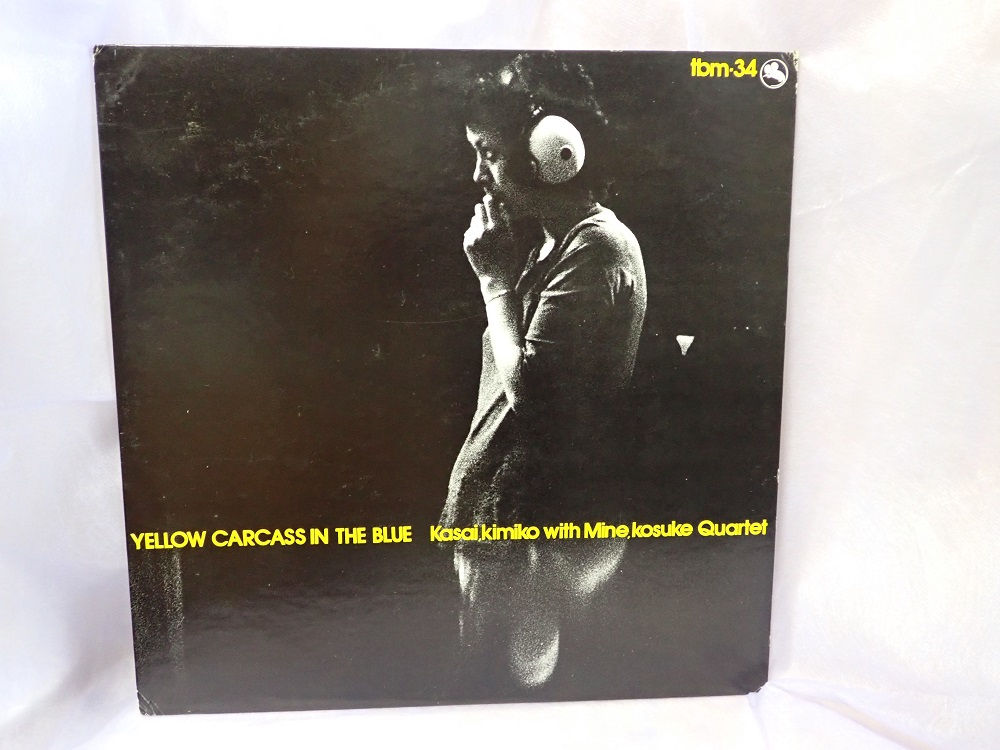 tbm-34
YELLOW CARCASS IN THE BLUE Kasai,kimiko with Mine,kosuke Quartet